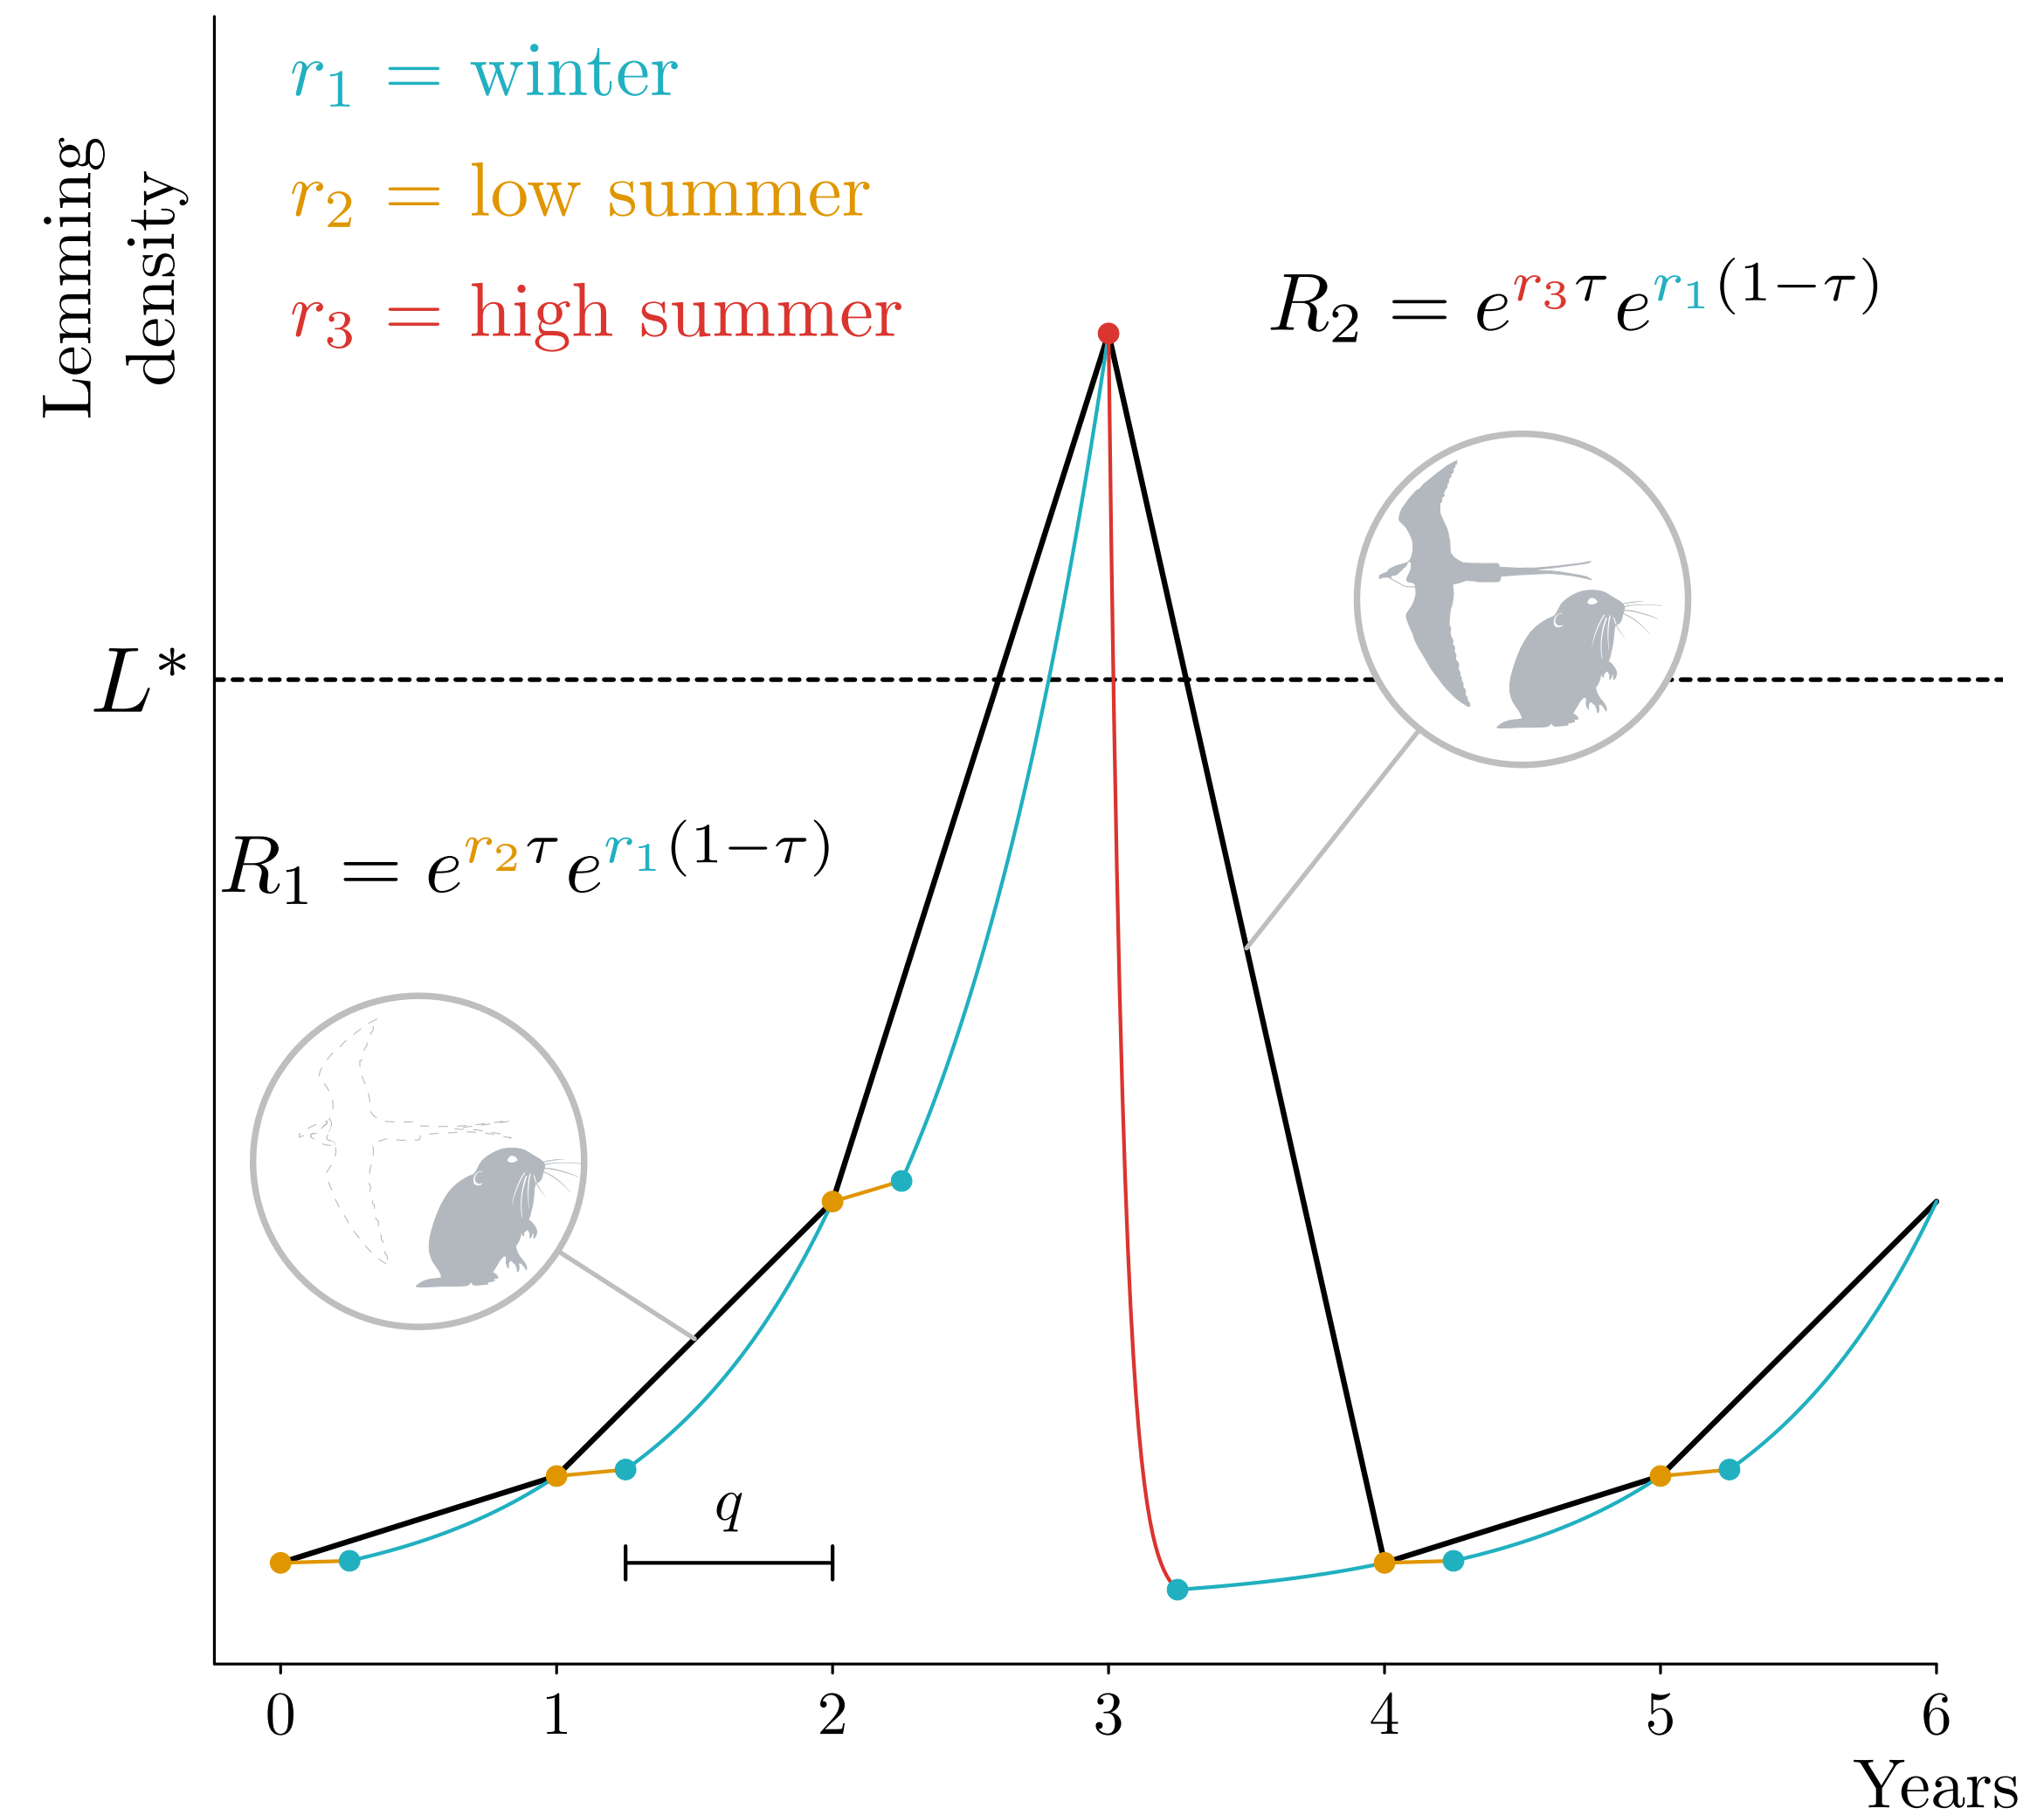 Lemming
density
r₁ = winter
r₂ = low summer
r₃ = high summer
R₂ = e^{r₃τ}e^{r₁(1−τ)}
L*
R₁ = e^{r₂τ}e^{r₁(1−τ)}
q
0 1 2 3 4 5 6
Years